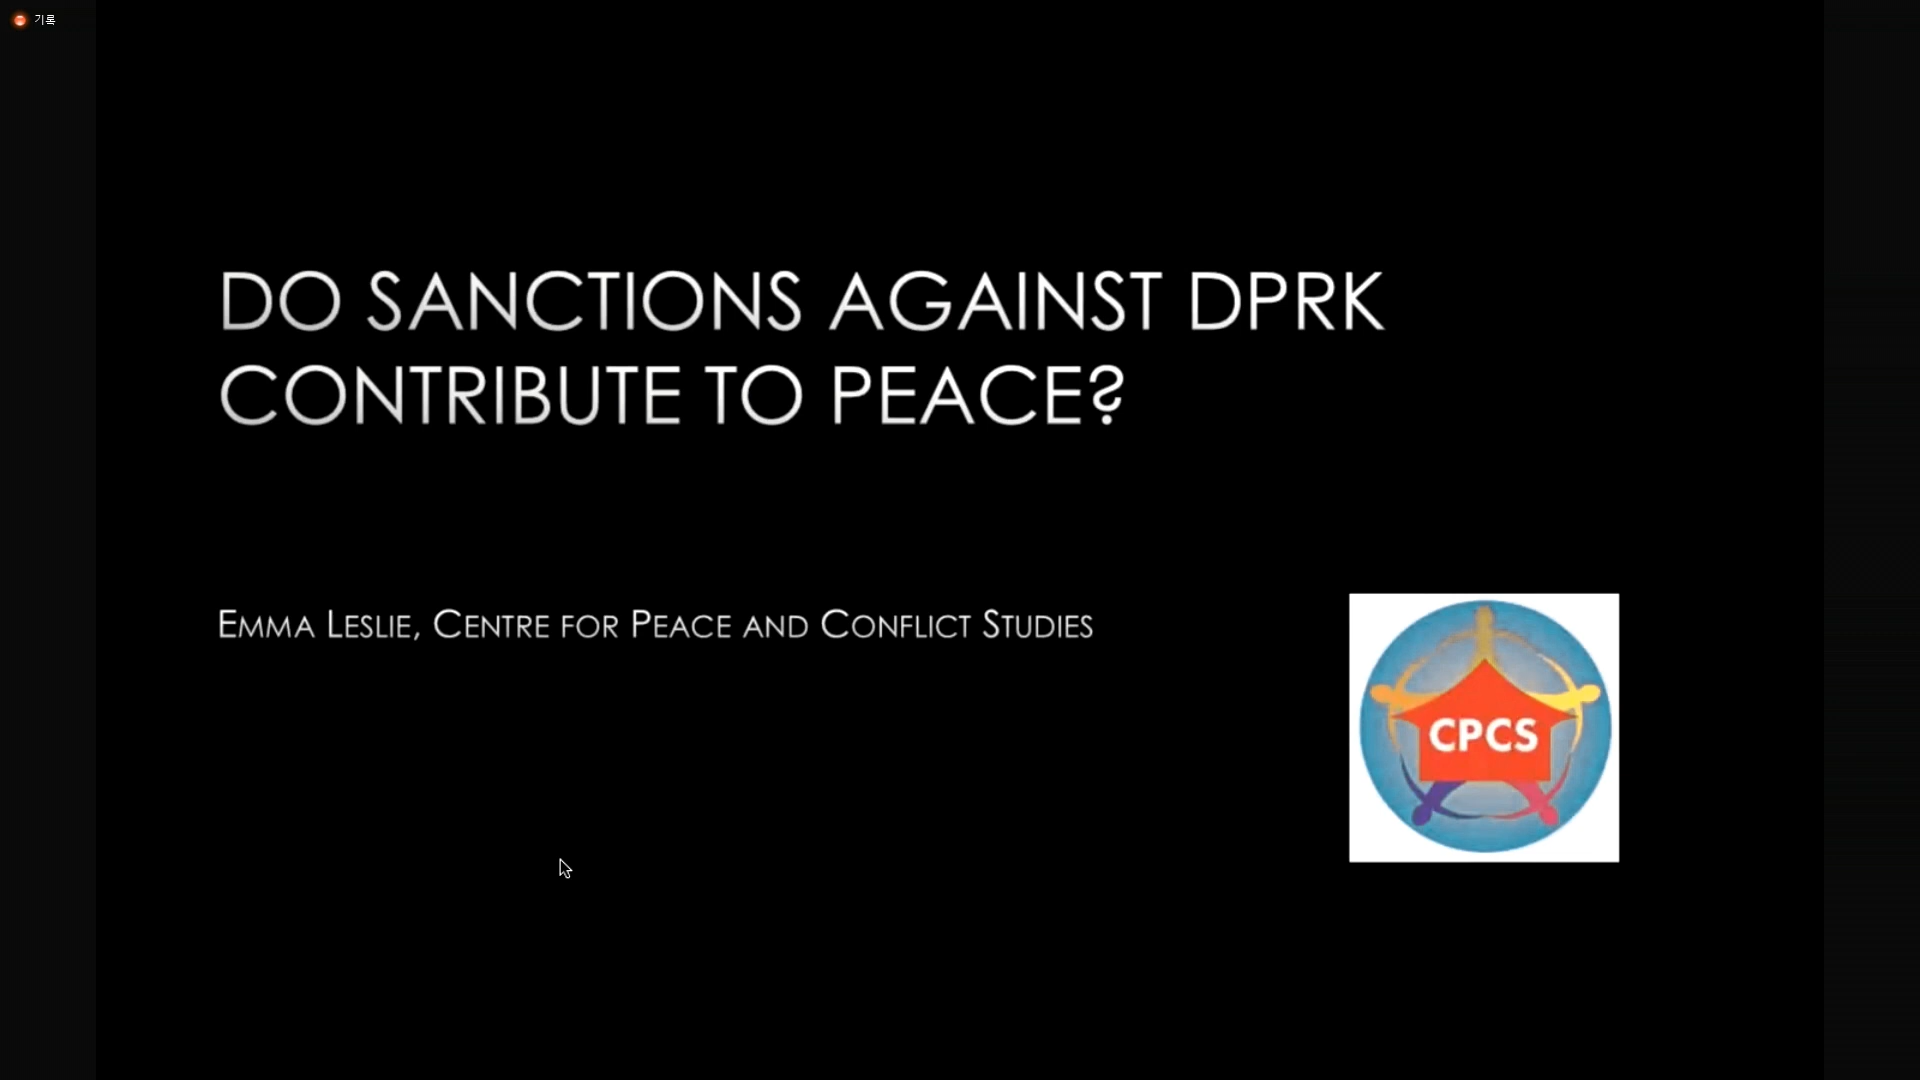 기록
DO SANCTIONS AGAINST DPRK
CONTRIBUTE TO PEACE?
EMMA LESLIE, CENTRE FOR PEACE AND CONFLICT STUDIES
CPCS